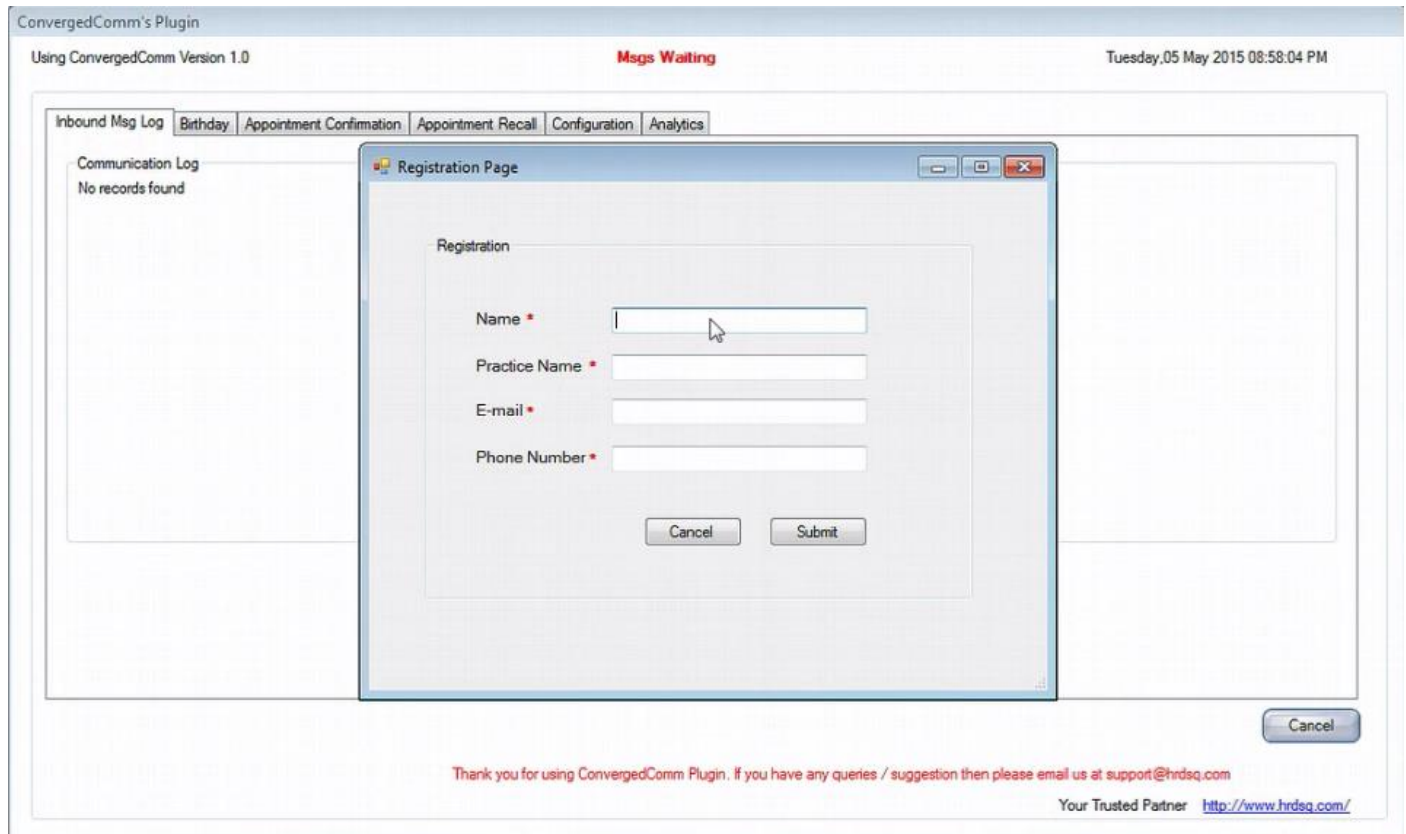 ConvergedComm's Plugin
Using ConvergedComm Version 1.0 Msgs Waiting Tuesday,05 May 2015 08:58:04 PM
Inbound Msg Log Birthday Appointment Confirmation Appointment Recall Configuration Analytics
Communication Log
No records found
Registration Page
Registration
Name *
Practice Name *
E-mail *
Phone Number *
Cancel Submit
Cancel
Thank you for using ConvergedComm Plugin. If you have any queries / suggestion then please email us at support@hrdsq.com
Your Trusted Partner http://www.hrdsq.com/